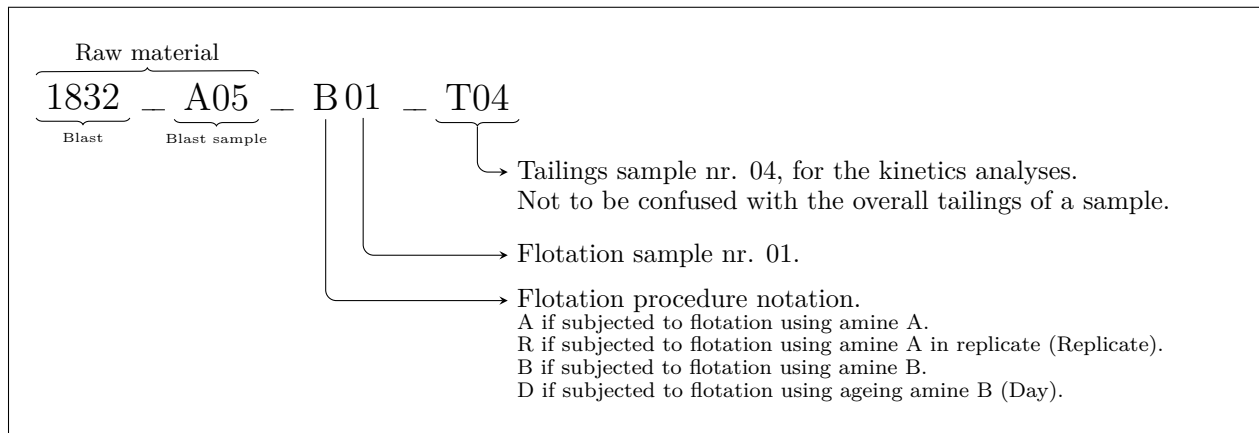 Raw material
1832 _ A05 _ B01 _ T04
Blast Blast sample
Tailings sample nr. 04, for the kinetics analyses.
Not to be confused with the overall tailings of a sample.
Flotation sample nr. 01.
Flotation procedure notation.
A if subjected to flotation using amine A.
R if subjected to flotation using amine A in replicate (Replicate).
B if subjected to flotation using amine B.
D if subjected to flotation using ageing amine B (Day).